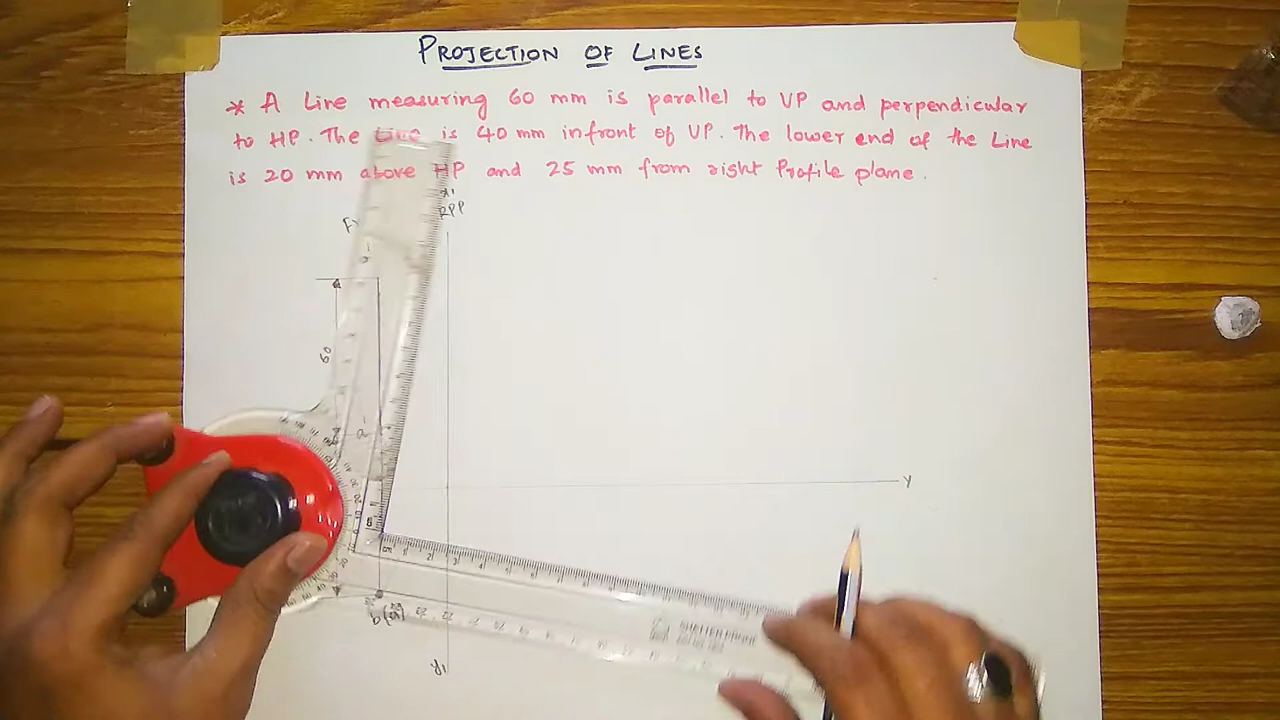 PROJECTION OF LINES
* A Line measuring 60 mm is parallel to VP and perpendicular
to HP. The Line is 40 mm infront of VP. The lower end of the Line
is 20 mm above HP and 25 mm from right Profile plane.
x1
RPP
60
Y
y1